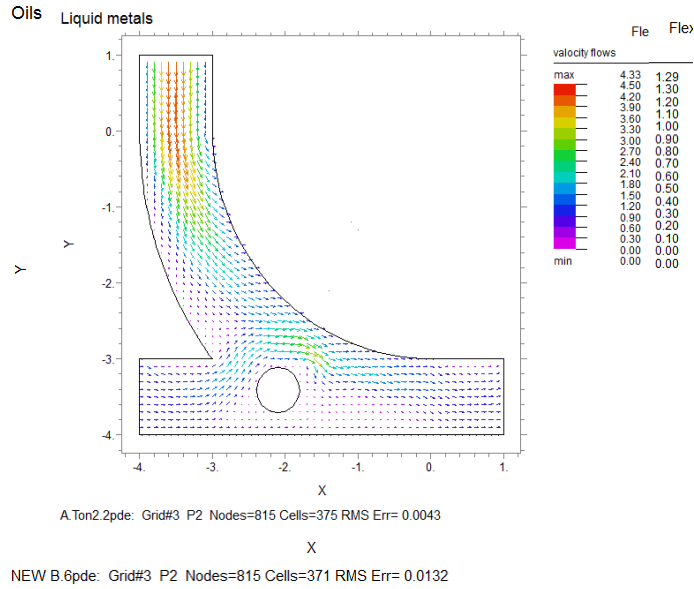 Oils
Liquid metals
Fle
Flex
valocity flows
max
4.33 1.29
4.50 1.30
4.20 1.20
3.90 1.10
3.60 1.00
3.30 0.90
3.00 0.80
2.70 0.70
2.40 0.60
2.10 0.50
1.80 0.40
1.50 0.30
1.20 0.20
0.90 0.10
0.60 0.00
0.30 0.00
0.00
0.00
min
1.
0.
-1.
-2.
-3.
-4.
Y
Y
-4. -3. -2. -1. 0. 1.
X
A.Ton2.2pde: Grid#3 P2 Nodes=815 Cells=375 RMS Err= 0.0043
X
NEW B.6pde: Grid#3 P2 Nodes=815 Cells=371 RMS Err= 0.0132